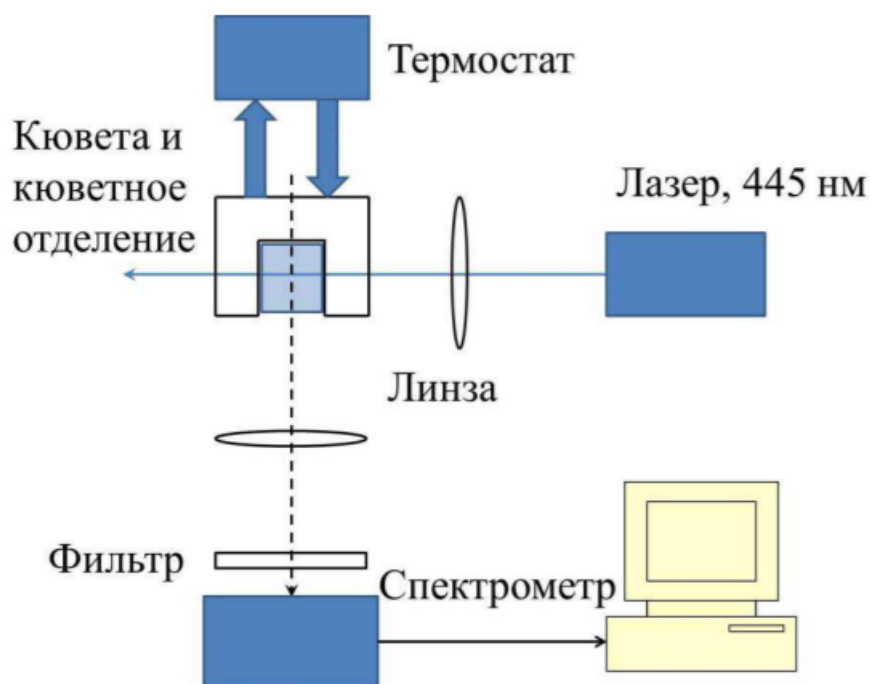 Термостат
Кювета и
кюветное
отделение
Лазер, 445 нм
Линза
Фильтр
Спектрометр